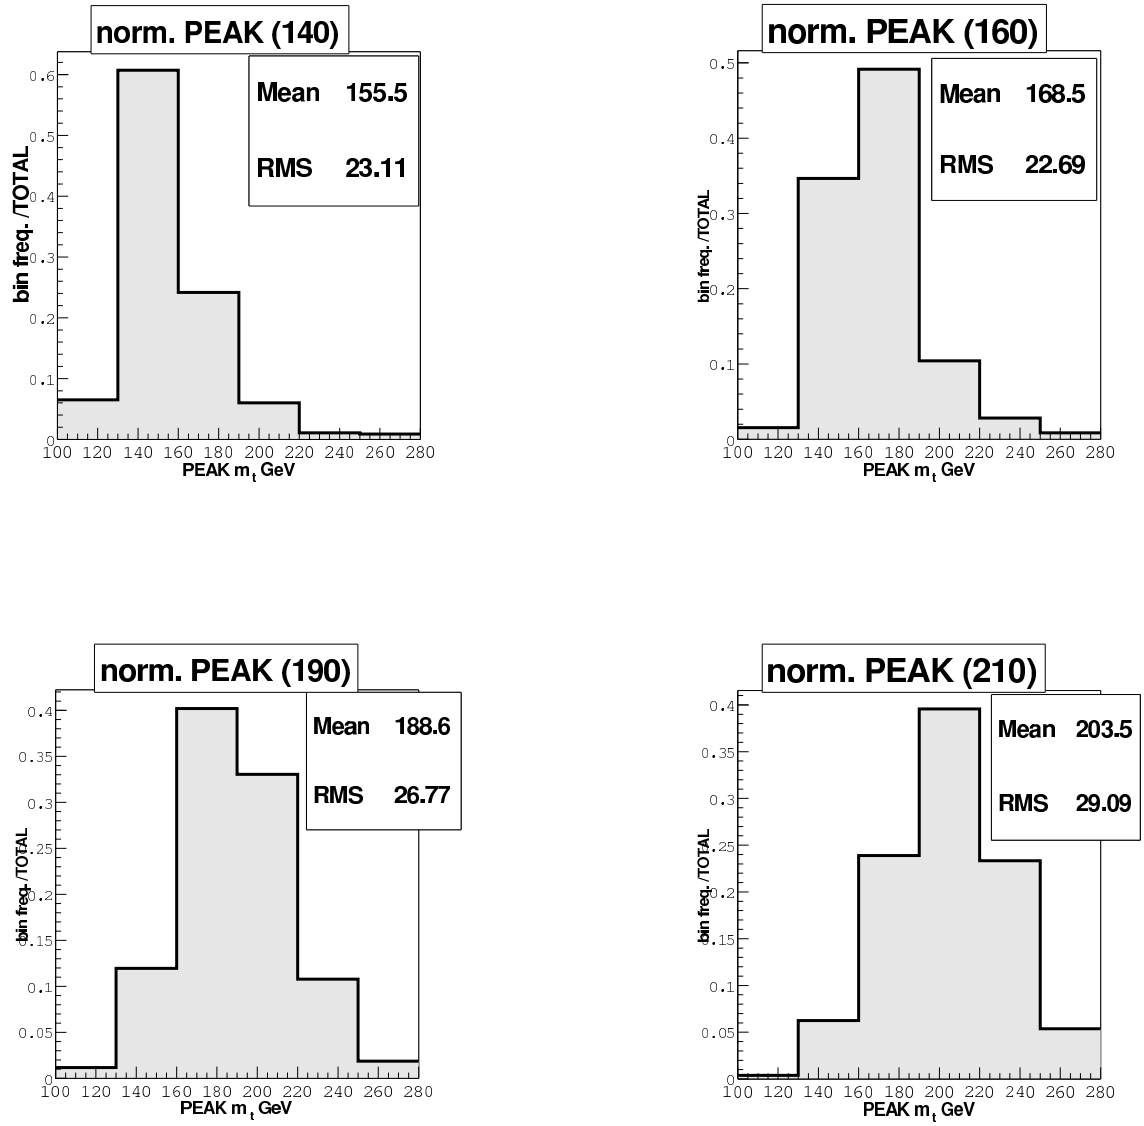 norm. PEAK (140)
Mean 155.5
RMS 23.11
bin freq. /TOTAL
0.6
0.5
0.4
0.3
0.2
0.1
0
100 120 140 160 180 200 220 240 260 280
PEAK m t GeV
norm. PEAK (160)
Mean 168.5
RMS 22.69
bin freq. /TOTAL
0.5
0.4
0.3
0.2
0.1
0
100 120 140 160 180 200 220 240 260 280
PEAK m t GeV
norm. PEAK (190)
Mean 188.6
RMS 26.77
bin freq. /TOTAL
0.4
0.35
0.3
0.25
0.2
0.15
0.1
0.05
0
100 120 140 160 180 200 220 240 260 280
PEAK m t GeV
norm. PEAK (210)
Mean 203.5
RMS 29.09
bin freq. /TOTAL
0.4
0.35
0.3
0.25
0.2
0.15
0.1
0.05
0
100 120 140 160 180 200 220 240 260 280
PEAK m t GeV